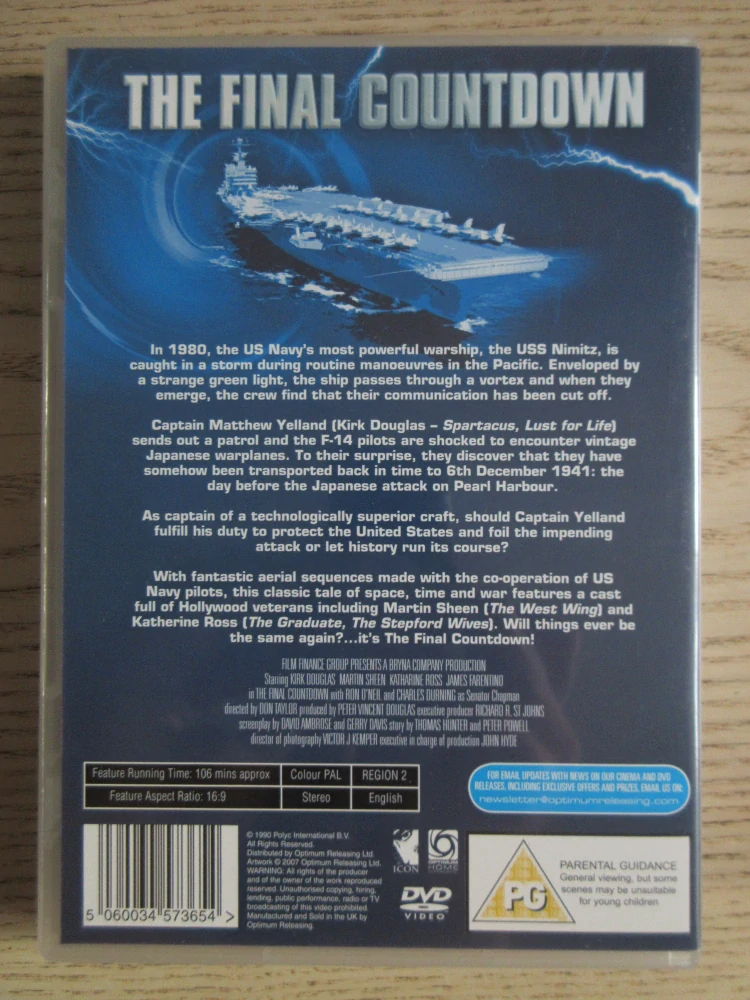 THE FINAL COUNTDOWN
In 1980, the US Navy's most powerful warship, the USS Nimitz, is
caught in a storm during routine manoeuvres in the Pacific. Enveloped by
a strange green light, the ship passes through a vortex and when they
emerge, the crew find that their communication has been cut off.
Captain Matthew Yelland (Kirk Douglas – Spartacus, Lust for Life)
sends out a patrol and the F-14 pilots are shocked to encounter vintage
Japanese warplanes. To their surprise, they discover that they have
somehow been transported back in time to 6th December 1941: the
day before the Japanese attack on Pearl Harbour.
As captain of a technologically superior craft, should Captain Yelland
fulfill his duty to protect the United States and foil the impending
attack or let history run its course?
With fantastic aerial sequences made with the co-operation of US
Navy pilots, this classic tale of space, time and war features a cast
full of Hollywood veterans including Martin Sheen (The West Wing) and
Katherine Ross (The Graduate, The Stepford Wives). Will things ever be
the same again?...it's The Final Countdown!
FILM FINANCE GROUP PRESENTS A BRYNA COMPANY PRODUCTION
Starring KIRK DOUGLAS MARTIN SHEEN KATHARINE ROSS JAMES FARENTINO
in THE FINAL COUNTDOWN with RON O'NEIL and CHARLES DURNING as Senator Chapman
directed by DON TAYLOR produced by PETER VINCENT DOUGLAS executive producer RICHARD R. ST JOHNS
screenplay by DAVID AMBROSE and GERRY DAVIS story by THOMAS HUNTER and PETER POWELL
director of photography VICTOR J KEMPER executive in charge of production JOHN HYDE
Feature Running Time: 106 mins approx Colour PAL REGION 2
Feature Aspect Ratio: 16:9 Stereo English
FOR EMAIL UPDATES WITH NEWS ON OUR CINEMA AND DVD
RELEASES, INCLUDING EXCLUSIVE OFFERS AND PRIZES, EMAIL US ON:
newsletter@optimumreleasing.com
5 060034 573654 >
© 1990 Polyc International B.V.
All Rights Reserved.
Distributed by Optimum Releasing Ltd.
Artwork © 2007 Optimum Releasing Ltd.
WARNING: All rights of the producer
and of the owner of the work reproduced
reserved. Unauthorised copying, hiring,
lending, public performance, radio or TV
broadcasting of this video prohibited.
Manufactured and Sold in the UK by
Optimum Releasing.
ICON
OPTIMUM
HOME
DVD
VIDEO
PG
PARENTAL GUIDANCE
General viewing, but some
scenes may be unsuitable
for young children